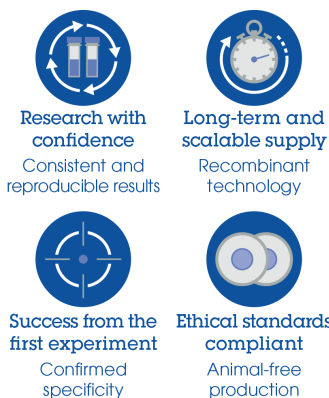 Research with
confidence
Consistent and
reproducible results
Long-term and
scalable supply
Recombinant
technology
Success from the
first experiment
Confirmed
specificity
Ethical standards
compliant
Animal-free
production